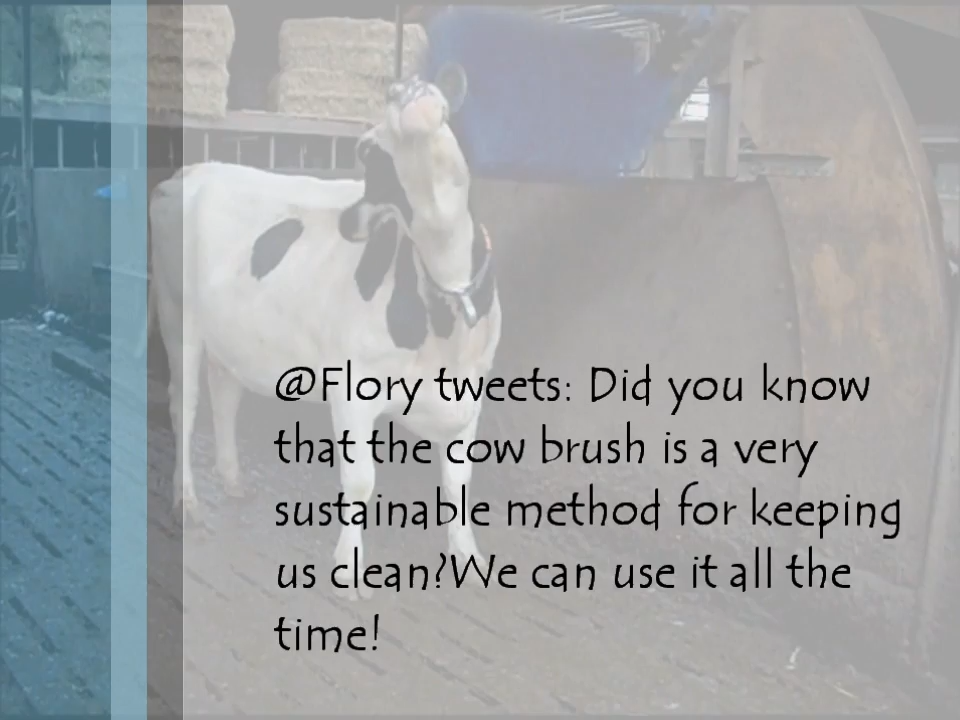 @Flory tweets: Did you know
that the cow brush is a very
sustainable method for keeping
us clean?We can use it all the
time!